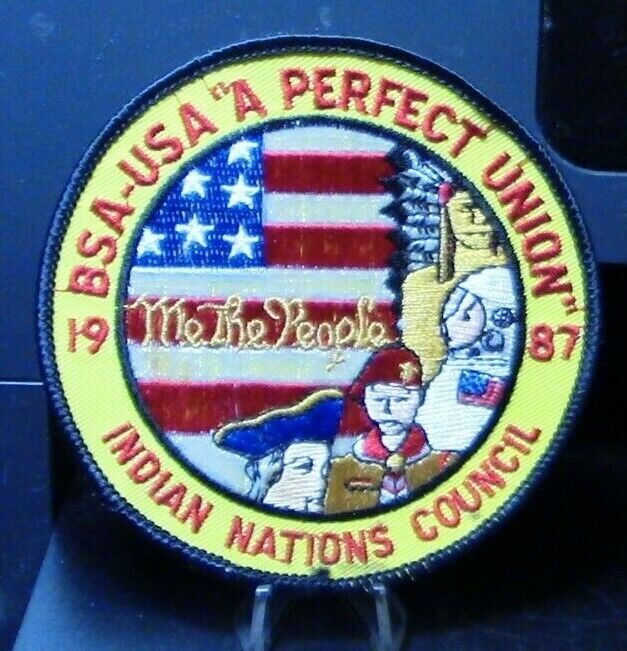 BSA-USA "A PERFECT UNION"
19 87
We The People
INDIAN NATIONS COUNCIL